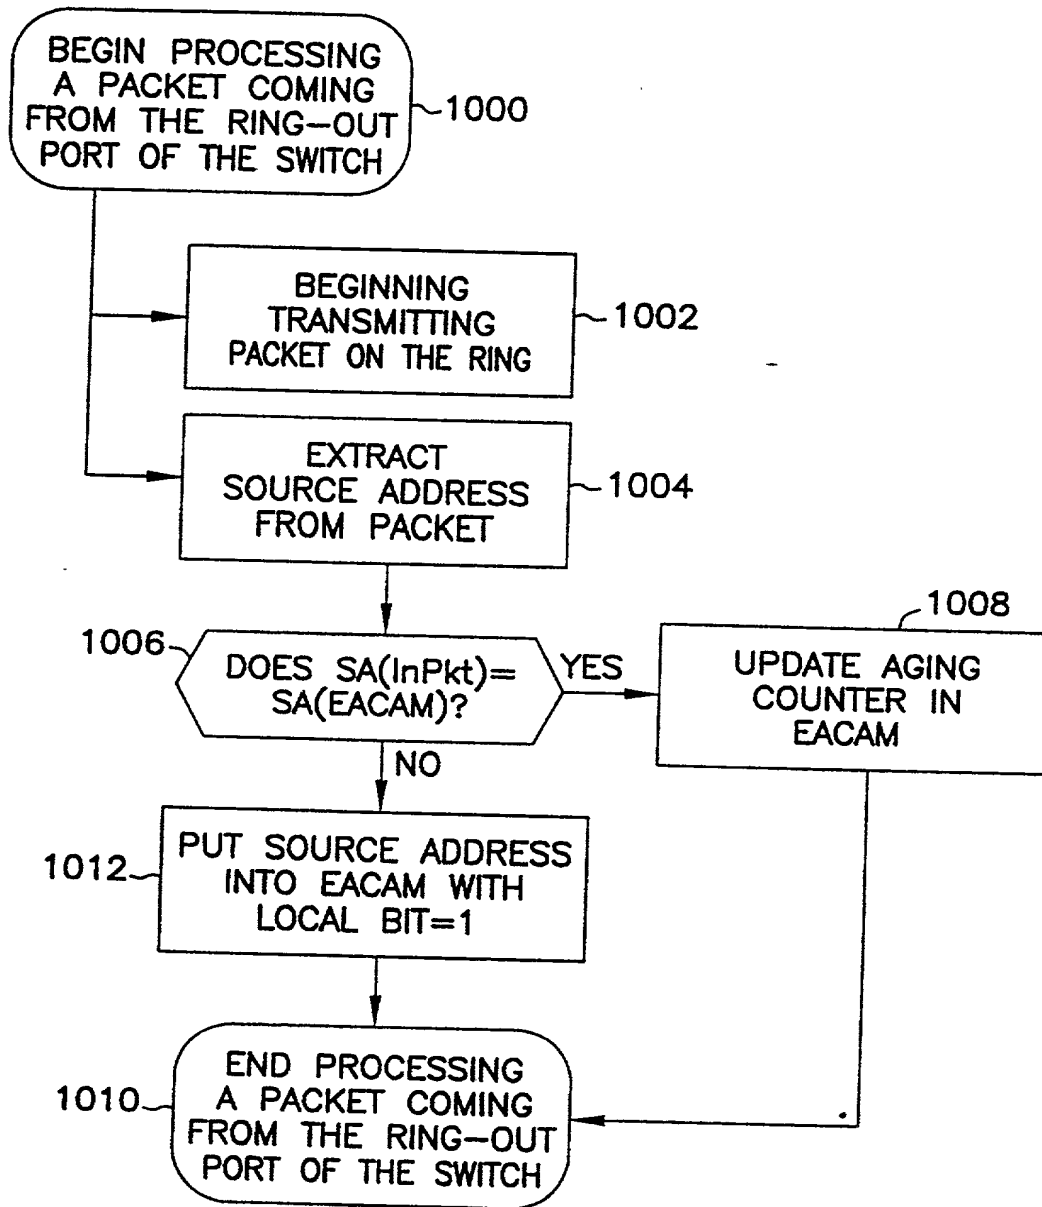 BEGIN PROCESSING
A PACKET COMING
FROM THE RING-OUT
PORT OF THE SWITCH
1000
BEGINNING
TRANSMITTING
PACKET ON THE RING
1002
EXTRACT
SOURCE ADDRESS
FROM PACKET
1004
1006
DOES SA(InPkt)=
SA(EACAM)?
YES
1008
UPDATE AGING
COUNTER IN
EACAM
NO
1012
PUT SOURCE ADDRESS
INTO EACAM WITH
LOCAL BIT=1
1010
END PROCESSING
A PACKET COMING
FROM THE RING-OUT
PORT OF THE SWITCH